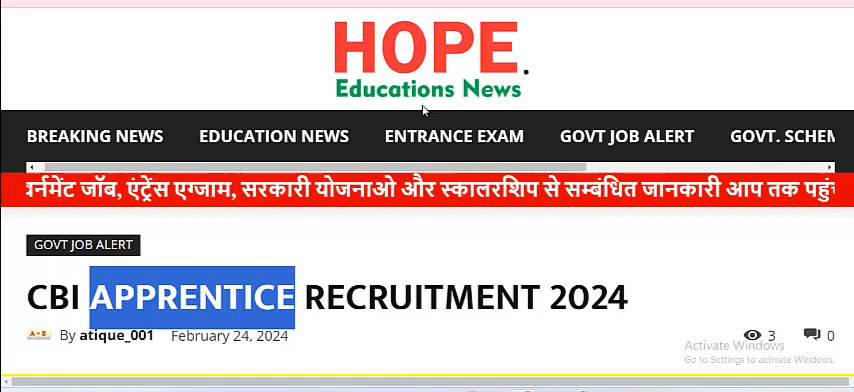 HOPE.
Educations News
BREAKING NEWS EDUCATION NEWS ENTRANCE EXAM GOVT JOB ALERT GOVT. SCHEM
जॉब, एंट्रेंस एग्जाम, सरकारी योजनाओ और स्कालरशिप से सम्बंधित जानकारी आप तक
GOVT JOB ALERT
CBI APPRENTICE RECRUITMENT 2024
A-Z By atique_001 February 24, 2024 3 0
Activate Windows
Go to Settings to activate Windows.